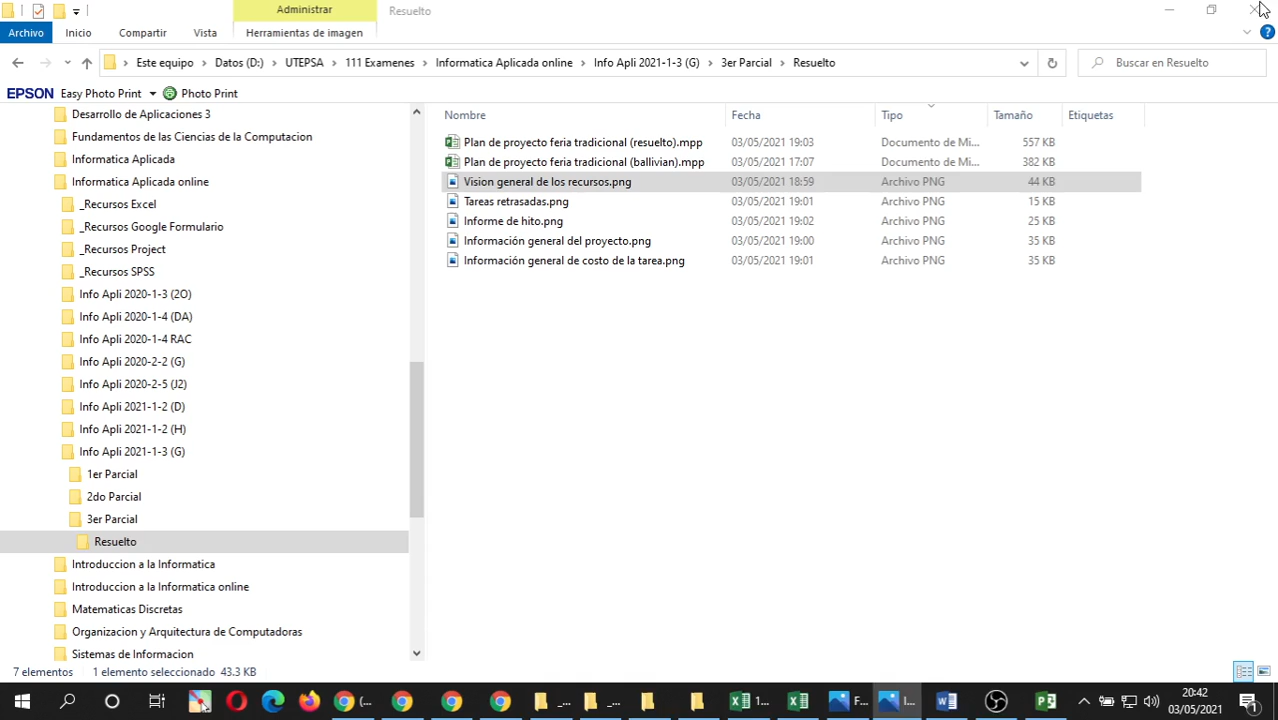 Administrar
Resuelto
Archivo
Inicio
Compartir
Vista
Herramientas de imagen
Este equipo
Datos (D:)
UTEPSA
111 Examenes
Informatica Aplicada online
Info Apli 2021-1-3 (G)
3er Parcial
Resuelto
Buscar en Resuelto
EPSON
Easy Photo Print
Photo Print
Desarrollo de Aplicaciones 3
Fundamentos de las Ciencias de la Computacion
Informatica Aplicada
Informatica Aplicada online
_Recursos Excel
_Recursos Google Formulario
_Recursos Project
_Recursos SPSS
Info Apli 2020-1-3 (2O)
Info Apli 2020-1-4 (DA)
Info Apli 2020-1-4 RAC
Info Apli 2020-2-2 (G)
Info Apli 2020-2-5 (J2)
Info Apli 2021-1-2 (D)
Info Apli 2021-1-2 (H)
Info Apli 2021-1-3 (G)
1er Parcial
2do Parcial
3er Parcial
Resuelto
Introduccion a la Informatica
Introduccion a la Informatica online
Matematicas Discretas
Organizacion y Arquitectura de Computadoras
Sistemas de Informacion
Nombre Fecha Tipo Tamaño Etiquetas
Plan de proyecto feria tradicional (resuelto).mpp 03/05/2021 19:03 Documento de Mi... 557 KB
Plan de proyecto feria tradicional (ballivian).mpp 03/05/2021 17:07 Documento de Mi... 382 KB
Vision general de los recursos.png 03/05/2021 18:59 Archivo PNG 44 KB
Tareas retrasadas.png 03/05/2021 19:01 Archivo PNG 15 KB
Informe de hito.png 03/05/2021 19:02 Archivo PNG 25 KB
Información general del proyecto.png 03/05/2021 19:00 Archivo PNG 35 KB
Información general de costo de la tarea.png 03/05/2021 19:01 Archivo PNG 35 KB
7 elementos
1 elemento seleccionado 43.3 KB
(...
_...
_...
1...
F...
I...
20:42
03/05/2021
1